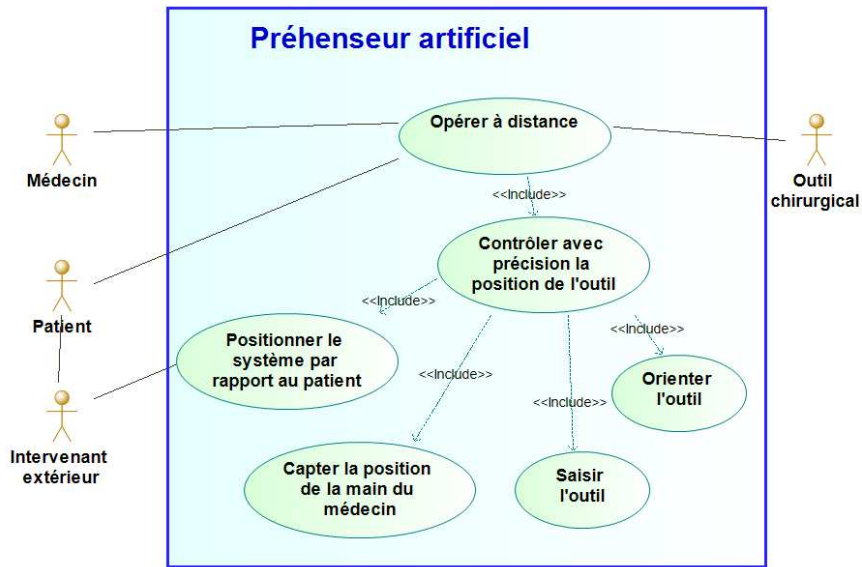 Préhenseur artificiel
Opérer à distance
Médecin
Outil
chirurgical
<<Include>>
Contrôler avec
précision la
position de l'outil
Patient
<<Include>>
<<Include>>
Positionner le
système par
rapport au patient
<<Include>>
Orienter
l'outil
<<Include>>
Intervenant
extérieur
Capter la position
de la main du
médecin
Saisir
l'outil